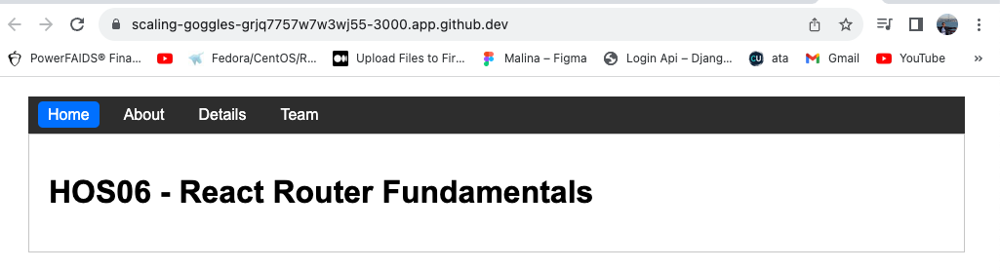 scaling-goggles-grjq7757w7w3wj55-3000.app.github.dev
PowerFAIDS® Fina... Fedora/CentOS/R... Upload Files to Fir... Malina – Figma Login Api – Djang... CU ata Gmail YouTube »
Home About Details Team
HOS06 - React Router Fundamentals